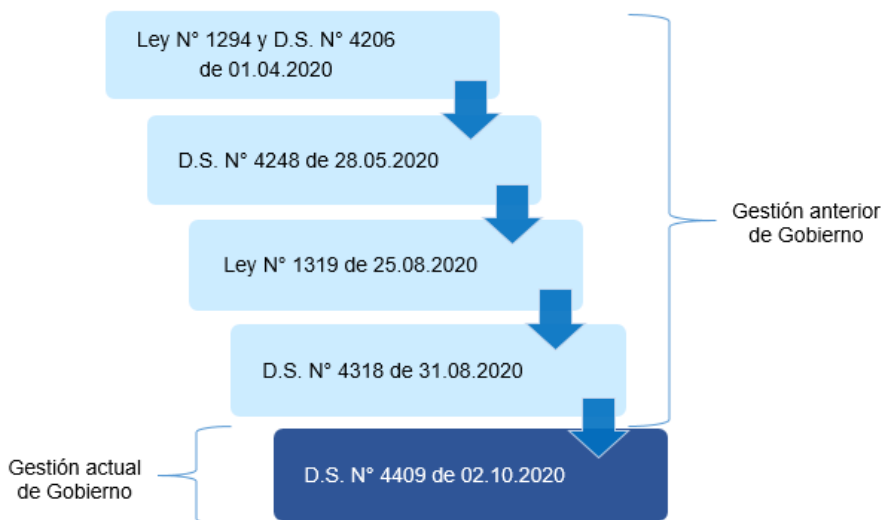 Ley N° 1294 y D.S. N° 4206
de 01.04.2020
D.S. N° 4248 de 28.05.2020
Ley N° 1319 de 25.08.2020
D.S. N° 4318 de 31.08.2020
Gestión anterior
de Gobierno
D.S. N° 4409 de 02.10.2020
Gestión actual
de Gobierno